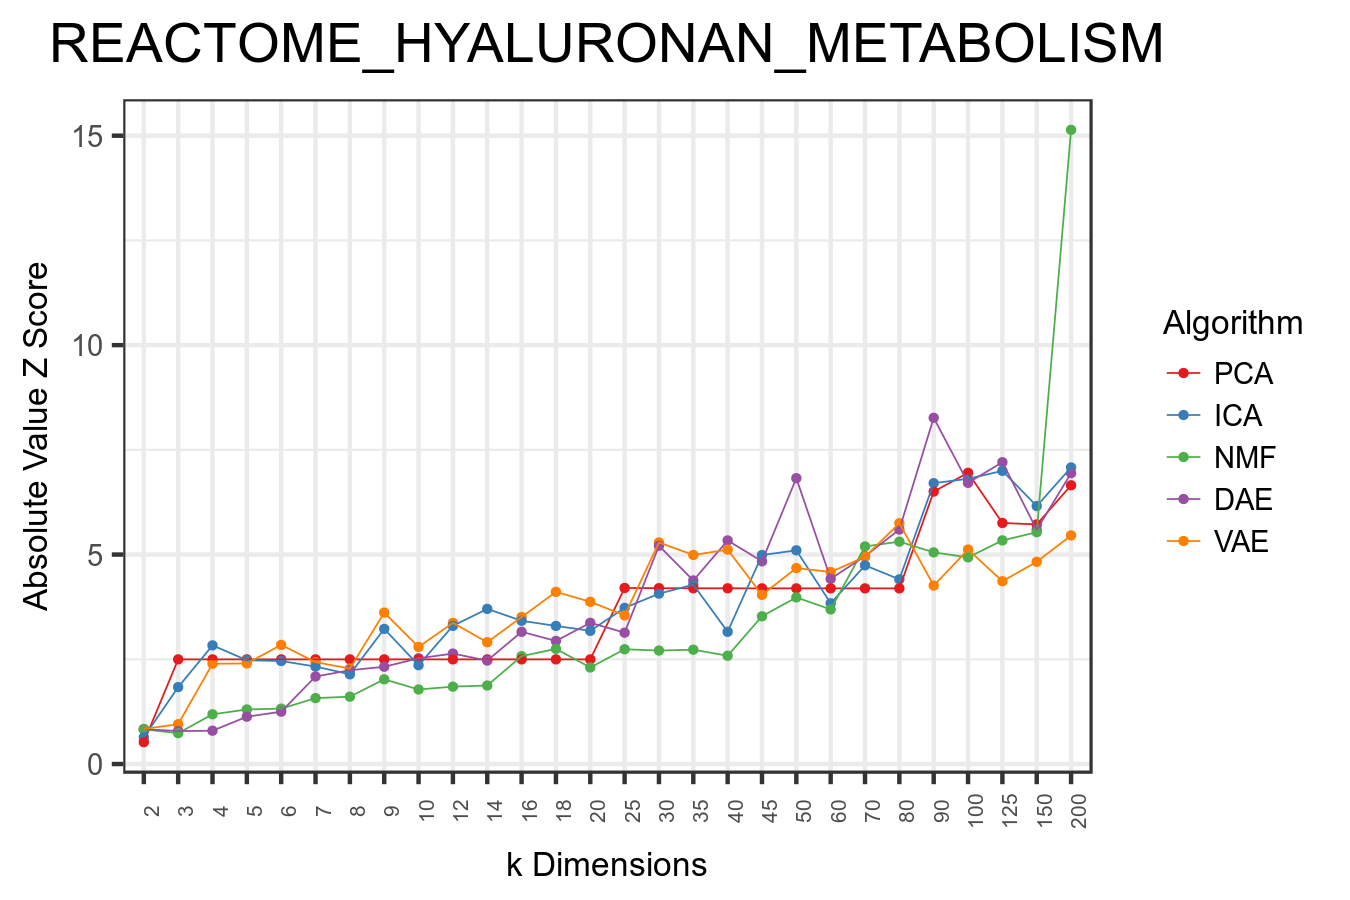 REACTOME_HYALURONAN_METABOLISM
Absolute Value Z Score
15
10
5
0
2 3 4 5 6 7 8 9 10 12 14 16 18 20 25 30 35 40 45 50 60 70 80 90 100 125 150 200
k Dimensions
Algorithm
PCA
ICA
NMF
DAE
VAE